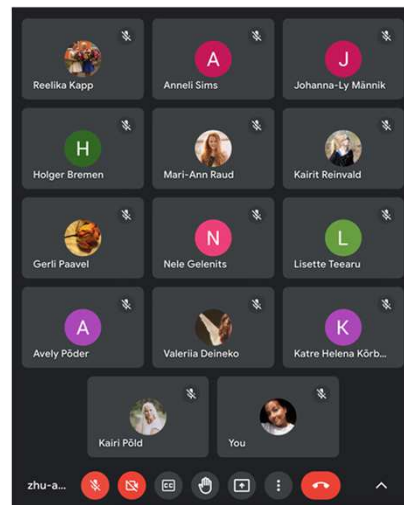 Reelika Kapp
A
Anneli Sims
J
Johanna-Ly Männik
H
Holger Bremen
Mari-Ann Raud
Kairit Reinvald
Gerli Paavel
N
Nele Gelenits
L
Lisette Teearu
A
Avely Põder
Valeriia Deineko
K
Katre Helena Kõrb...
Kairi Põld
You
zhu-a...
CC